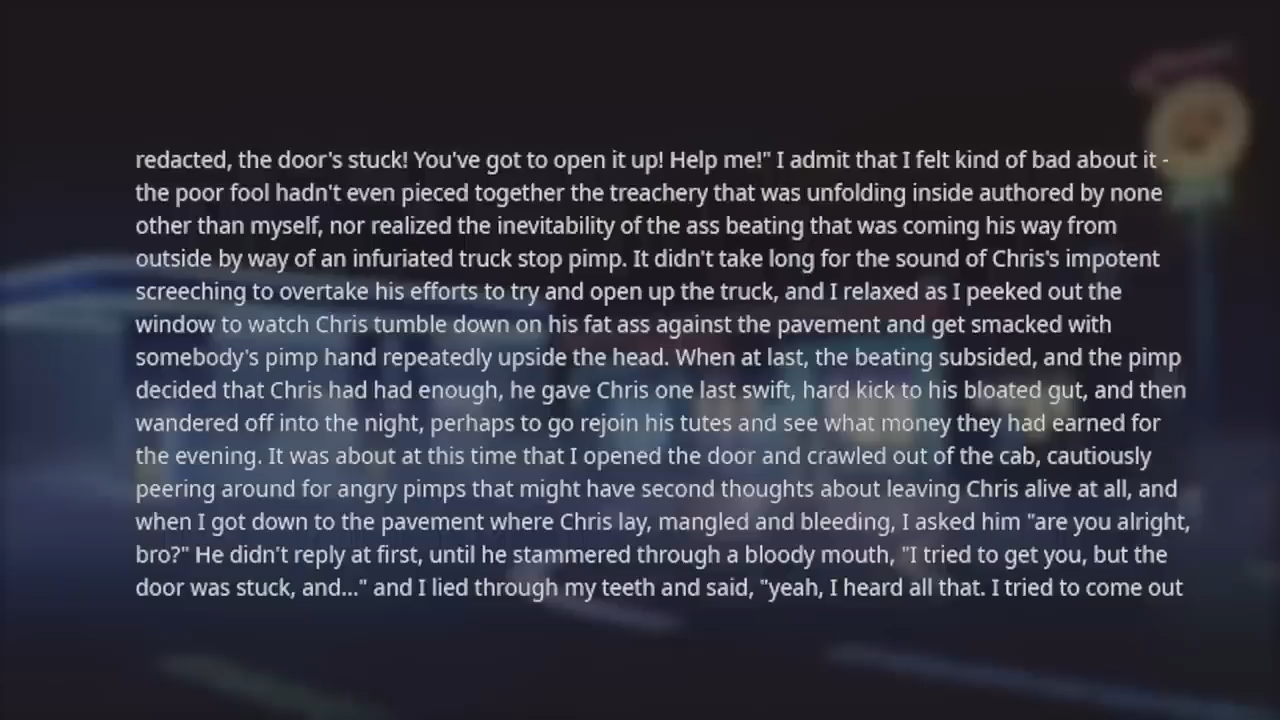 redacted, the door's stuck! You've got to open it up! Help me!" I admit that I felt kind of bad about it -
the poor fool hadn't even pieced together the treachery that was unfolding inside authored by none
other than myself, nor realized the inevitability of the ass beating that was coming his way from
outside by way of an infuriated truck stop pimp. It didn't take long for the sound of Chris's impotent
screeching to overtake his efforts to try and open up the truck, and I relaxed as I peeked out the
window to watch Chris tumble down on his fat ass against the pavement and get smacked with
somebody's pimp hand repeatedly upside the head. When at last, the beating subsided, and the pimp
decided that Chris had had enough, he gave Chris one last swift, hard kick to his bloated gut, and then
wandered off into the night, perhaps to go rejoin his tutes and see what money they had earned for
the evening. It was about at this time that I opened the door and crawled out of the cab, cautiously
peering around for angry pimps that might have second thoughts about leaving Chris alive at all, and
when I got down to the pavement where Chris lay, mangled and bleeding, I asked him "are you alright,
bro?" He didn't reply at first, until he stammered through a bloody mouth, "I tried to get you, but the
door was stuck, and..." and I lied through my teeth and said, "yeah, I heard all that. I tried to come out